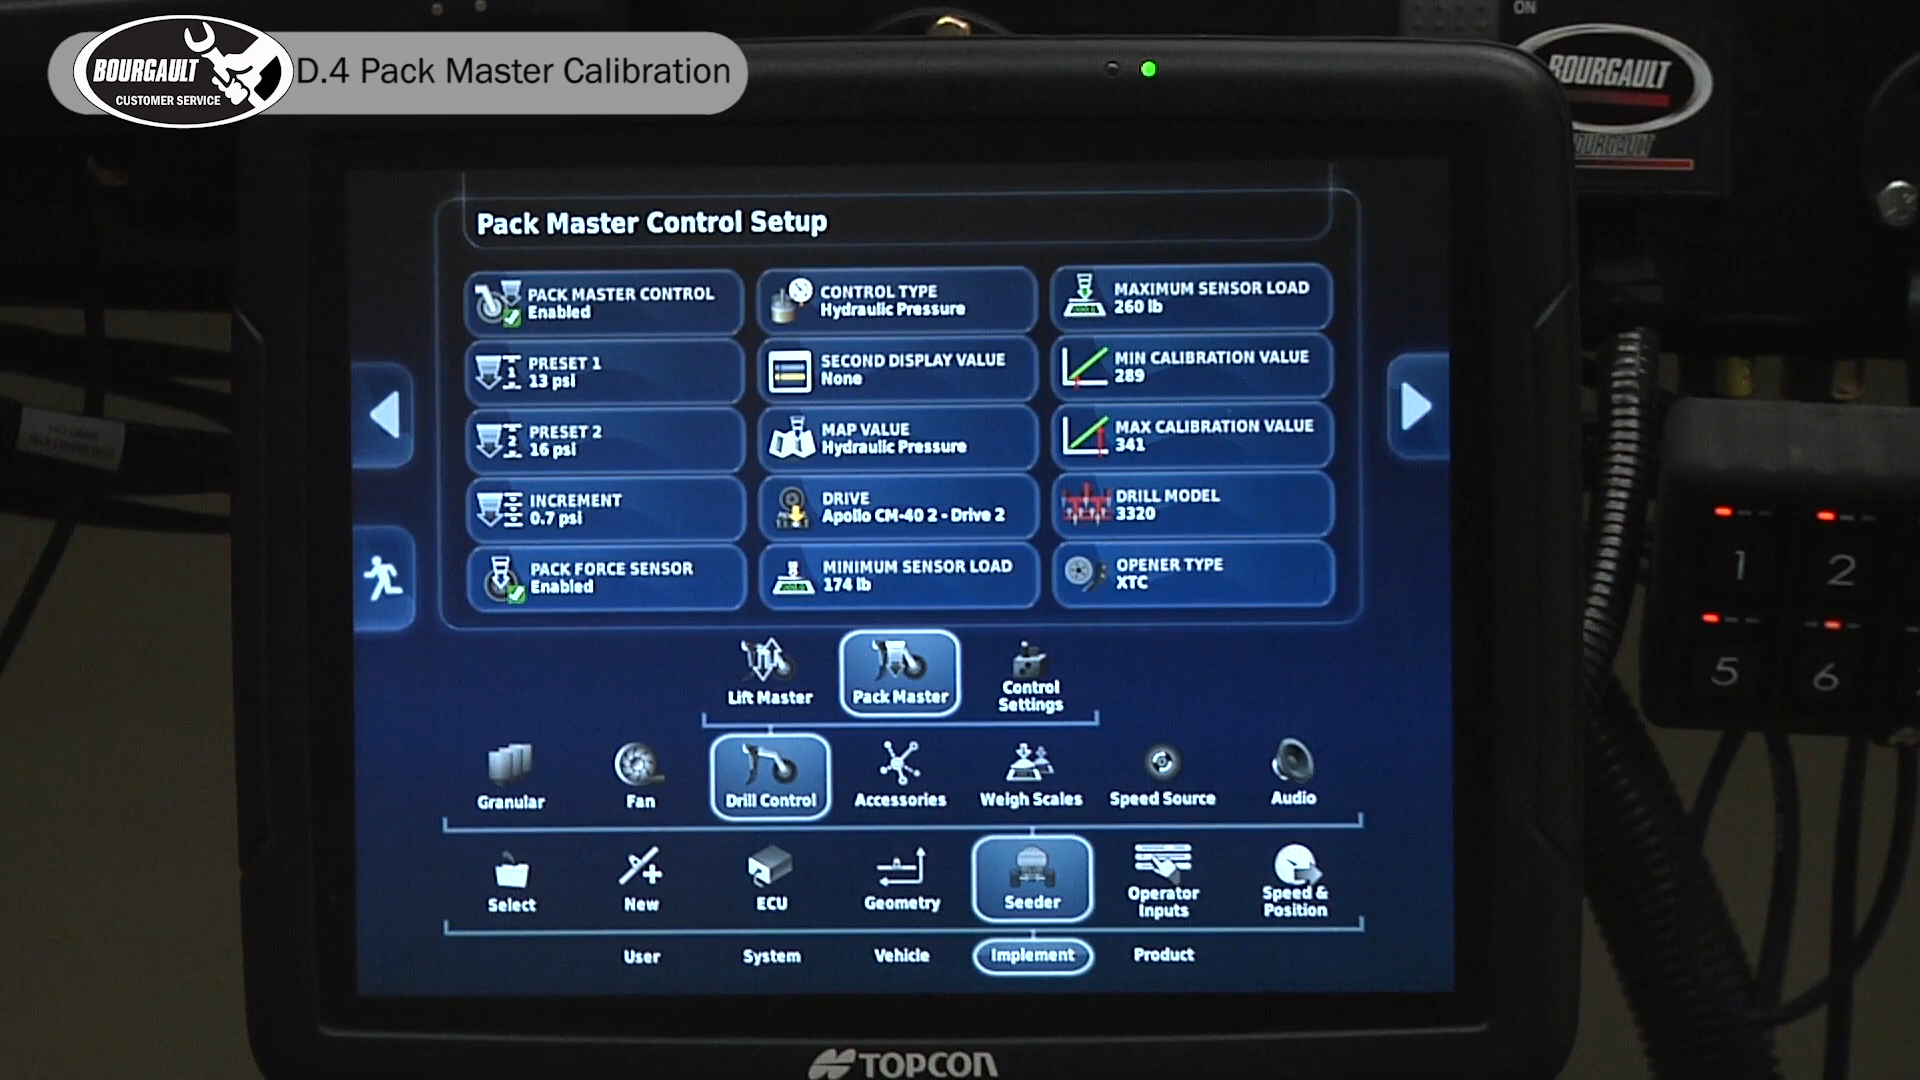 ON
BOURGAULT
CUSTOMER SERVICE
D.4 Pack Master Calibration
BOURGAULT
BOURGAULT
Pack Master Control Setup
PACK MASTER CONTROL
Enabled
CONTROL TYPE
Hydraulic Pressure
MAXIMUM SENSOR LOAD
260 lb
PRESET 1
13 psi
SECOND DISPLAY VALUE
None
MIN CALIBRATION VALUE
289
PRESET 2
16 psi
MAP VALUE
Hydraulic Pressure
MAX CALIBRATION VALUE
341
INCREMENT
0.7 psi
DRIVE
Apollo CM-40 2 - Drive 2
DRILL MODEL
3320
PACK FORCE SENSOR
Enabled
MINIMUM SENSOR LOAD
174 lb
OPENER TYPE
XTC
Lift Master
Pack Master
Control
Settings
Granular
Fan
Drill Control
Accessories
Weigh Scales
Speed Source
Audio
Select
New
ECU
Geometry
Seeder
Operator
Inputs
Speed &
Position
User
System
Vehicle
Implement
Product
1
2
5
6
TOPCON